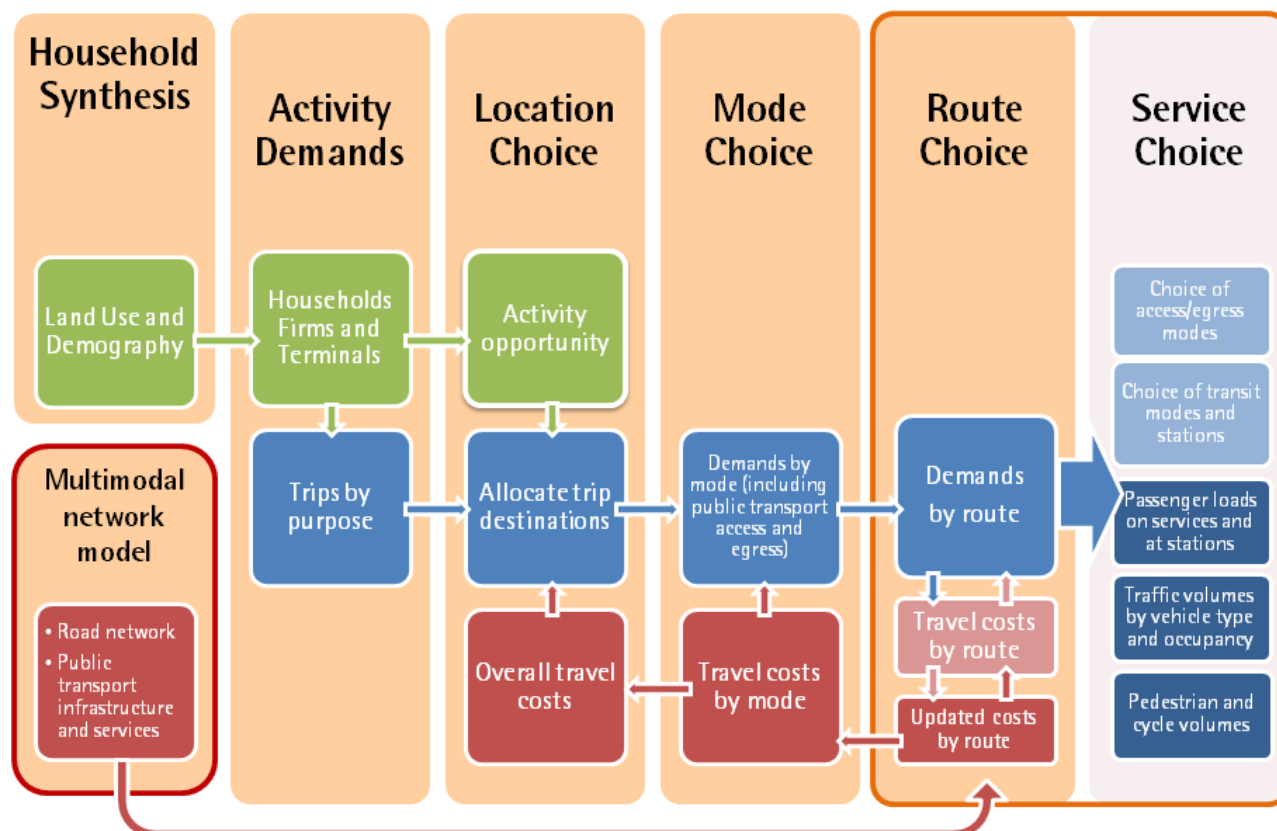 Household
Synthesis
Activity
Demands
Location
Choice
Mode
Choice
Route
Choice
Service
Choice
Land Use and
Demography
Households
Firms and
Terminals
Activity
opportunity
Choice of
access/egress
modes
Choice of transit
modes and
stations
Multimodal
network
model
• Road network
• Public
transport
infrastructure
and services
Trips by
purpose
Allocate trip
destinations
Demands by
mode (including
public transport
access and
egress)
Demands
by route
Passenger loads
on services and
at stations
Traffic volumes
by vehicle type
and occupancy
Pedestrian and
cycle volumes
Overall travel
costs
Travel costs
by mode
Travel costs
by route
Updated costs
by route